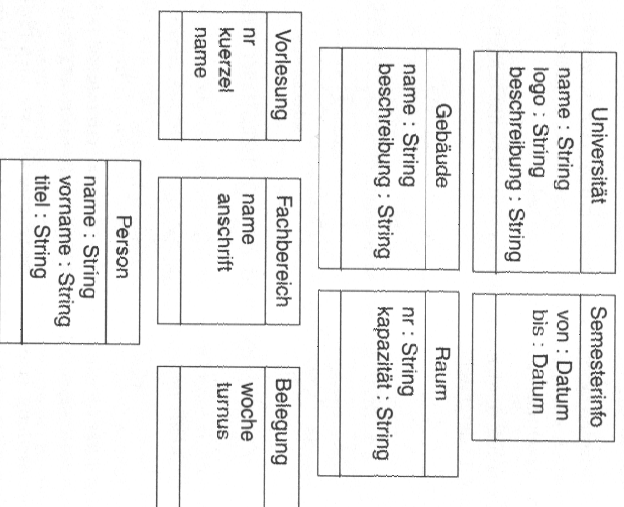 Universität
name : String
logo : String
beschreibung : String
Semesterinfo
von : Datum
bis : Datum
Gebäude
name : String
beschreibung : String
Raum
nr : String
kapazität : String
Vorlesung
nr
kuerzel
name
Fachbereich
name
anschrift
Belegung
woche
turnus
Person
name : String
vorname : String
titel : String